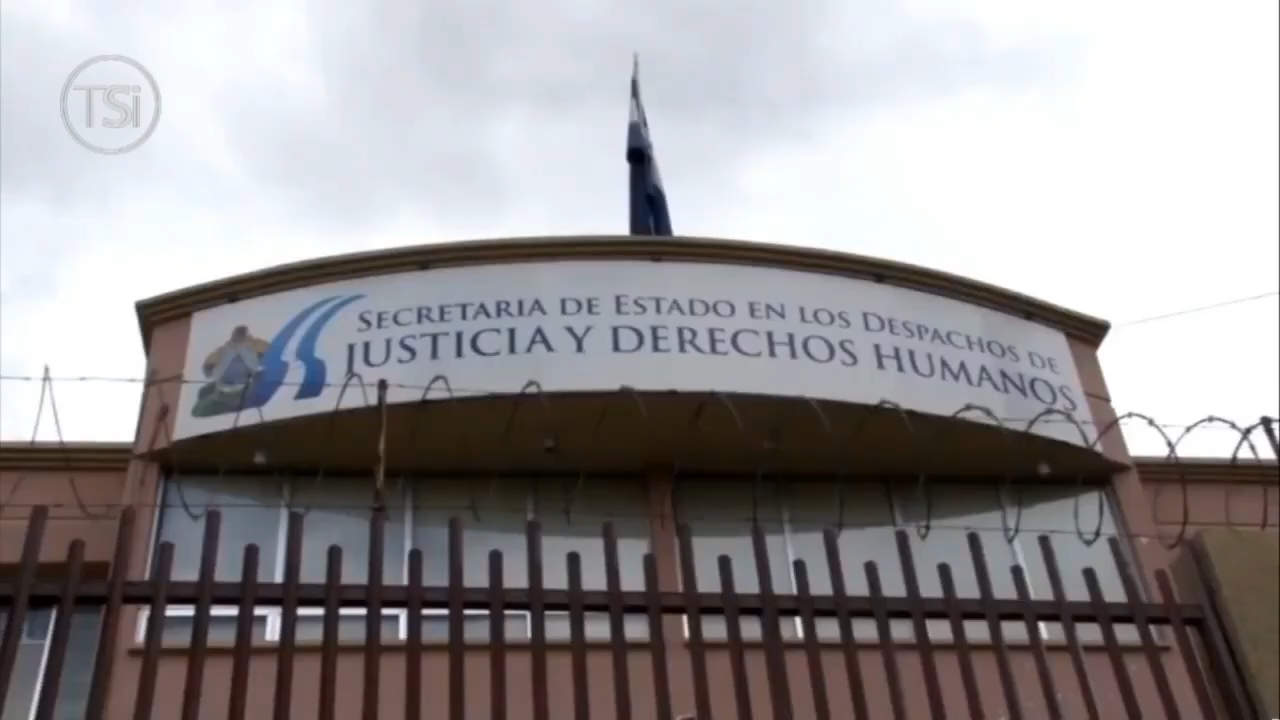 TSi
SECRETARIA DE ESTADO EN LOS DESPACHOS DE
JUSTICIA Y DERECHOS HUMANOS